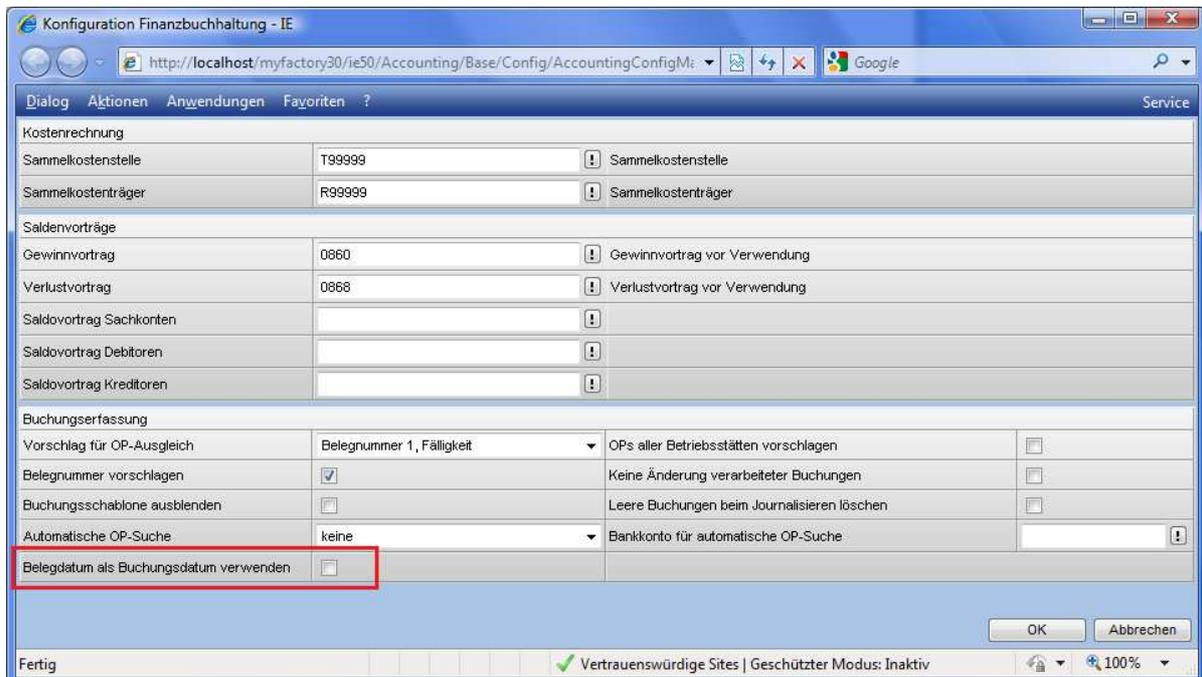 Konfiguration Finanzbuchhaltung - IE
http://localhost/myfactory30/ie50/Accounting/Base/Config/AccountingConfigMa
Google
Dialog Aktionen Anwendungen Favoriten ? Service
Kostenrechnung
Sammelkostenstelle T99999 ! Sammelkostenstelle
Sammelkostenträger R99999 ! Sammelkostenträger
Saldenvorträge
Gewinnvortrag 0860 ! Gewinnvortrag vor Verwendung
Verlustvortrag 0868 ! Verlustvortrag vor Verwendung
Saldovortrag Sachkonten !
Saldovortrag Debitoren !
Saldovortrag Kreditoren !
Buchungserfassung
Vorschlag für OP-Ausgleich Belegnummer 1, Fälligkeit OPs aller Betriebsstätten vorschlagen
Belegnummer vorschlagen Keine Änderung verarbeiteter Buchungen
Buchungsschablone ausblenden Leere Buchungen beim Journalisieren löschen
Automatische OP-Suche keine Bankkonto für automatische OP-Suche !
Belegdatum als Buchungsdatum verwenden
OK Abbrechen
Fertig Vertrauenswürdige Sites | Geschützter Modus: Inaktiv 100%